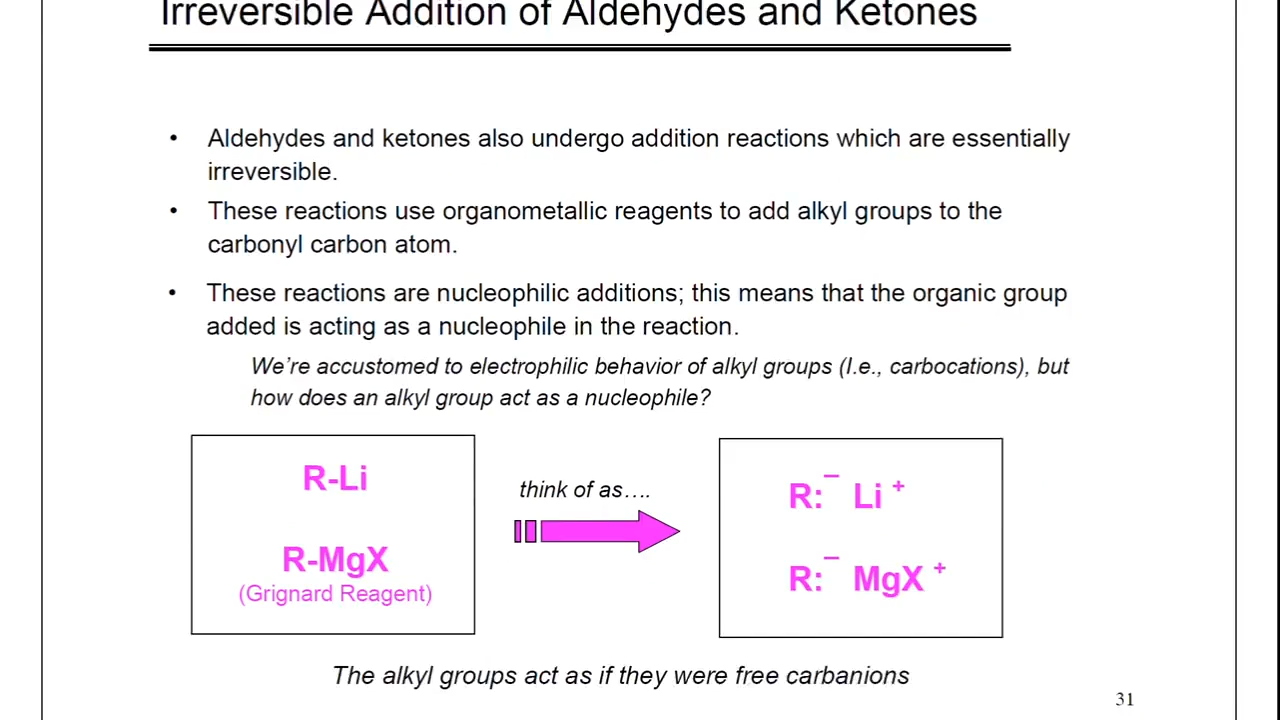 Irreversible Addition of Aldehydes and Ketones
• Aldehydes and ketones also undergo addition reactions which are essentially
irreversible.
• These reactions use organometallic reagents to add alkyl groups to the
carbonyl carbon atom.
• These reactions are nucleophilic additions; this means that the organic group
added is acting as a nucleophile in the reaction.
We’re accustomed to electrophilic behavior of alkyl groups (I.e., carbocations), but
how does an alkyl group act as a nucleophile?
R-Li
R-MgX
(Grignard Reagent)
think of as….
R:⁻ Li⁺
R:⁻ MgX⁺
The alkyl groups act as if they were free carbanions
31